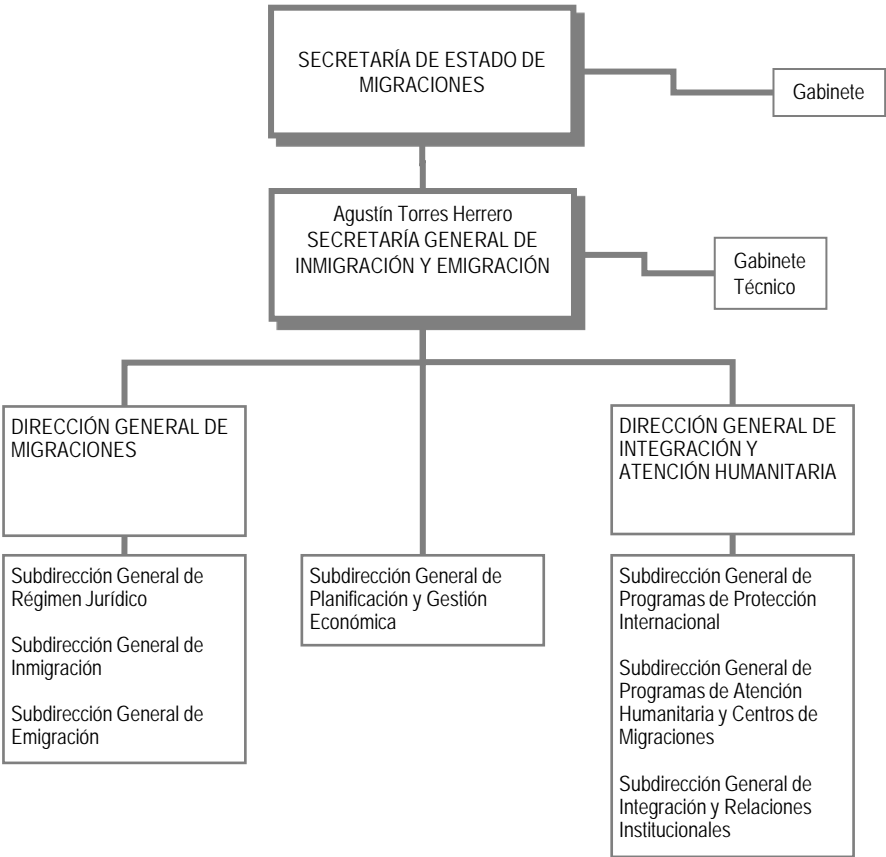 SECRETARÍA DE ESTADO DE
MIGRACIONES
Gabinete
Agustín Torres Herrero
SECRETARÍA GENERAL DE
INMIGRACIÓN Y EMIGRACIÓN
Gabinete
Técnico
DIRECCIÓN GENERAL DE
MIGRACIONES
DIRECCIÓN GENERAL DE
INTEGRACIÓN Y
ATENCIÓN HUMANITARIA
Subdirección General de
Régimen Jurídico
Subdirección General de
Inmigración
Subdirección General de
Emigración
Subdirección General de
Planificación y Gestión
Económica
Subdirección General de
Programas de Protección
Internacional
Subdirección General de
Programas de Atención
Humanitaria y Centros de
Migraciones
Subdirección General de
Integración y Relaciones
Institucionales